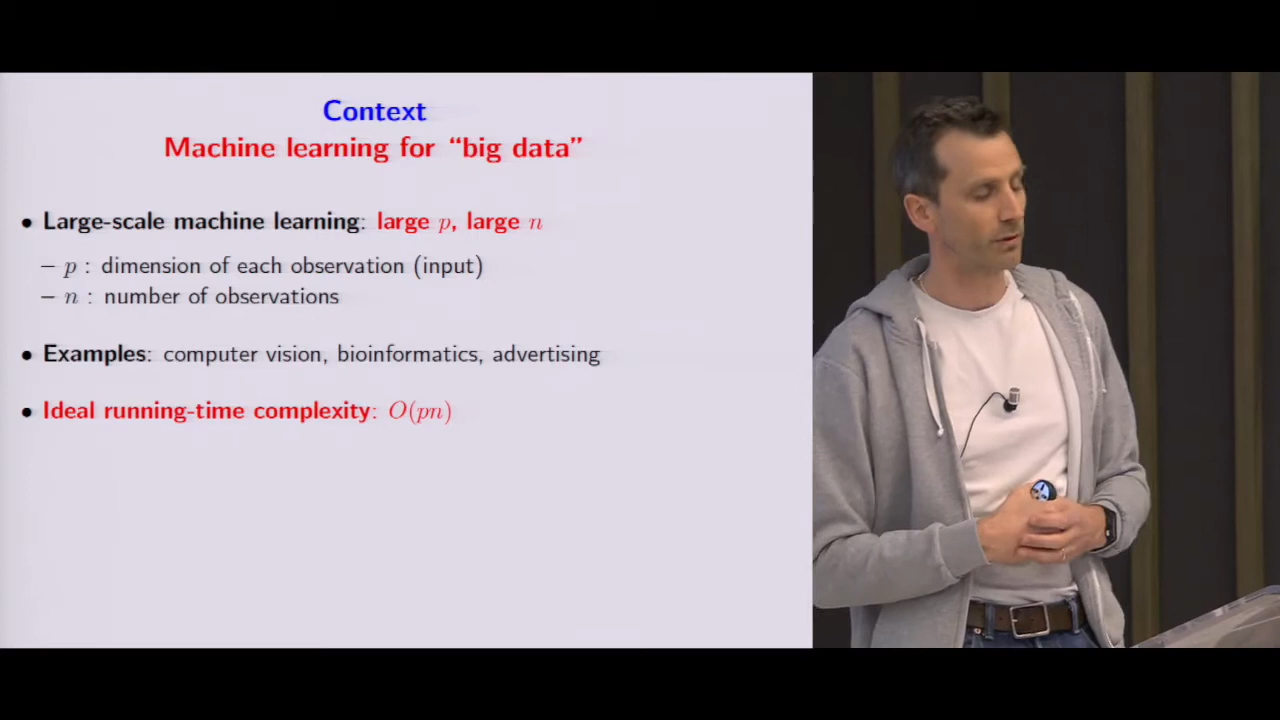 Context
Machine learning for “big data”
• Large-scale machine learning: large p, large n
– p : dimension of each observation (input)
– n : number of observations
• Examples: computer vision, bioinformatics, advertising
• Ideal running-time complexity: O(pn)